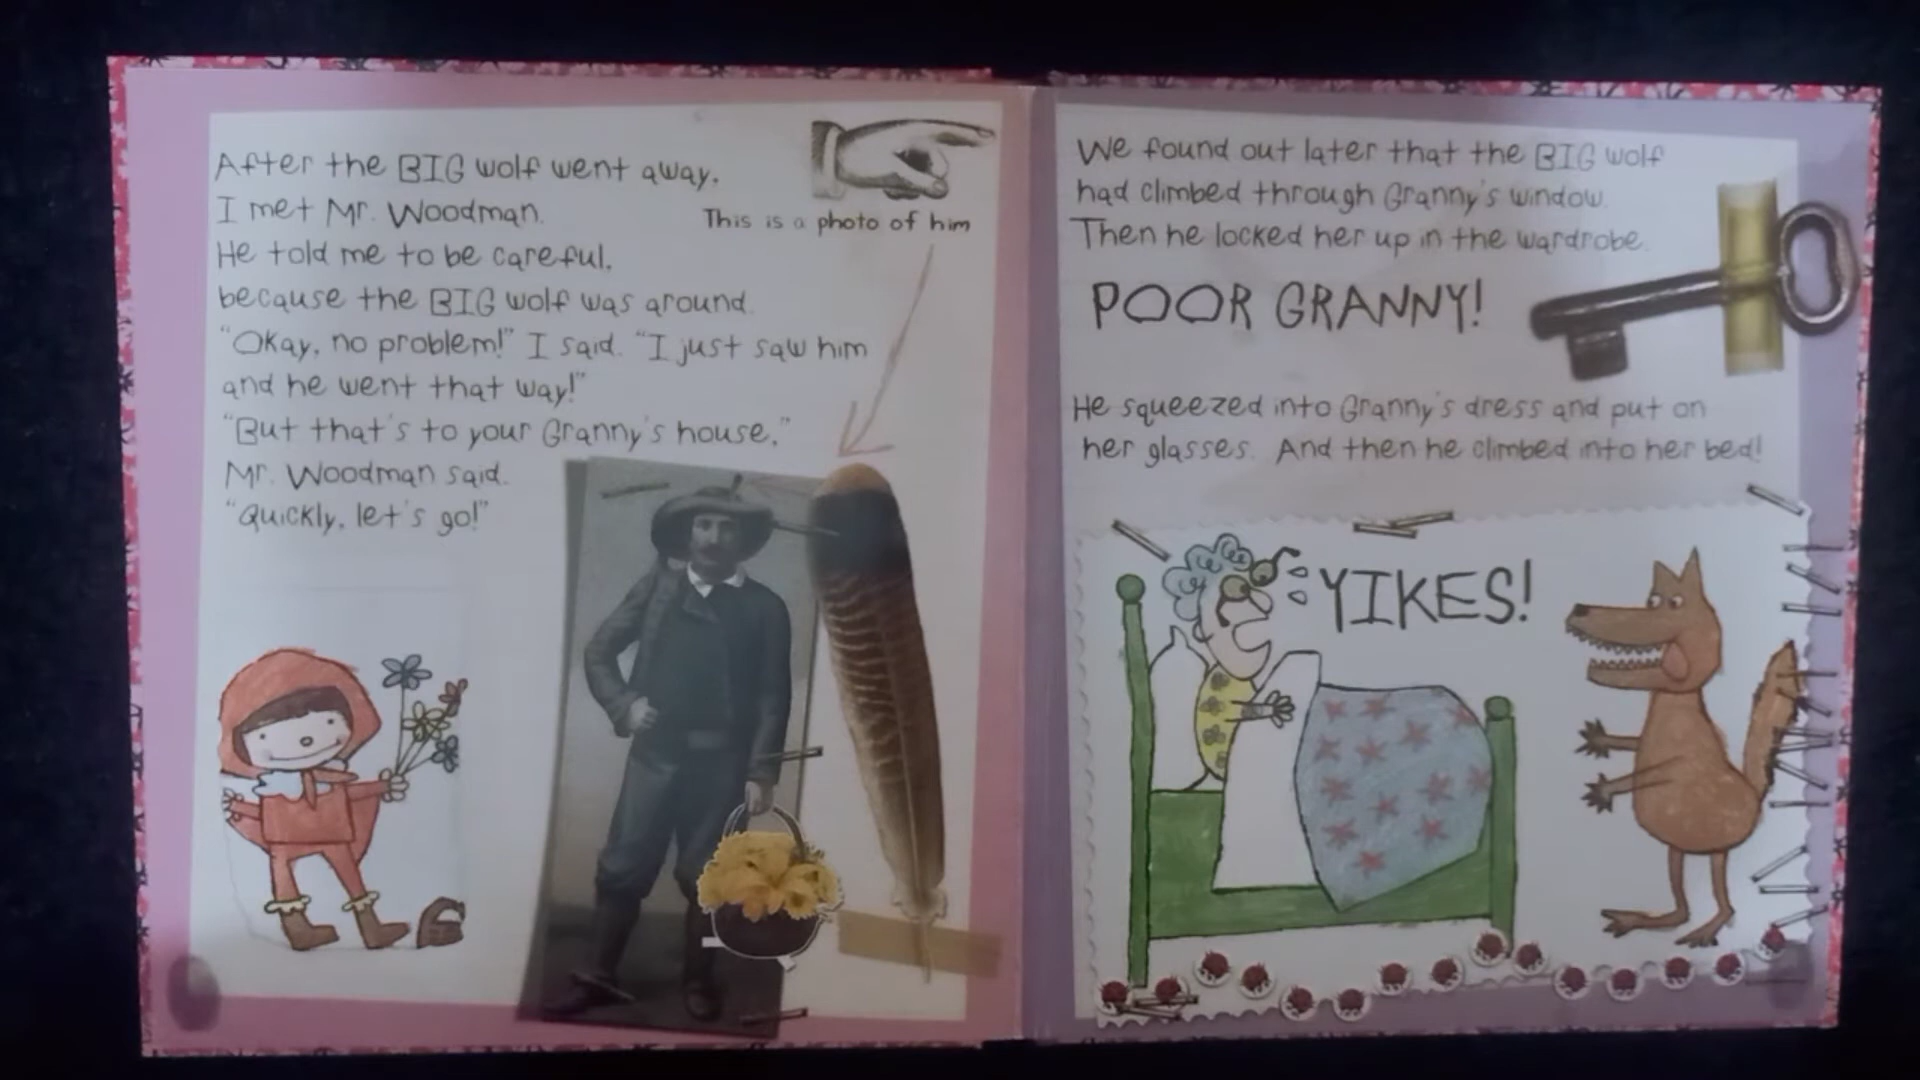 After the BIG wolf went away,
I met Mr. Woodman.
This is a photo of him
He told me to be careful,
because the BIG wolf was around.
"Okay, no problem!" I said. "I just saw him
and he went that way!"
"But that's to your Granny's house,"
Mr. Woodman said.
"Quickly, let's go!"
We found out later that the BIG wolf
had climbed through Granny's window.
Then he locked her up in the wardrobe.
POOR GRANNY!
He squeezed into Granny's dress and put on
her glasses. And then he climbed into her bed!
YIKES!